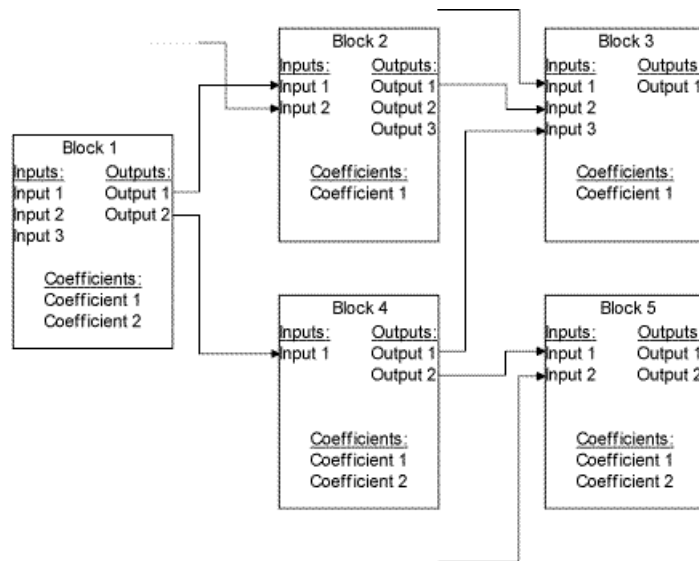 Block 1
Inputs: Outputs:
Input 1 Output 1
Input 2 Output 2
Input 3
Coefficients:
Coefficient 1
Coefficient 2
Block 2
Inputs: Outputs:
Input 1 Output 1
Input 2 Output 2
Output 3
Coefficients:
Coefficient 1
Block 3
Inputs: Outputs
Input 1 Output 1
Input 2
Input 3
Coefficients:
Coefficient 1
Block 4
Inputs: Outputs:
Input 1 Output 1
Output 2
Coefficients:
Coefficient 1
Coefficient 2
Block 5
Inputs: Outputs
Input 1 Output 1
Input 2 Output 2
Coefficients:
Coefficient 1
Coefficient 2